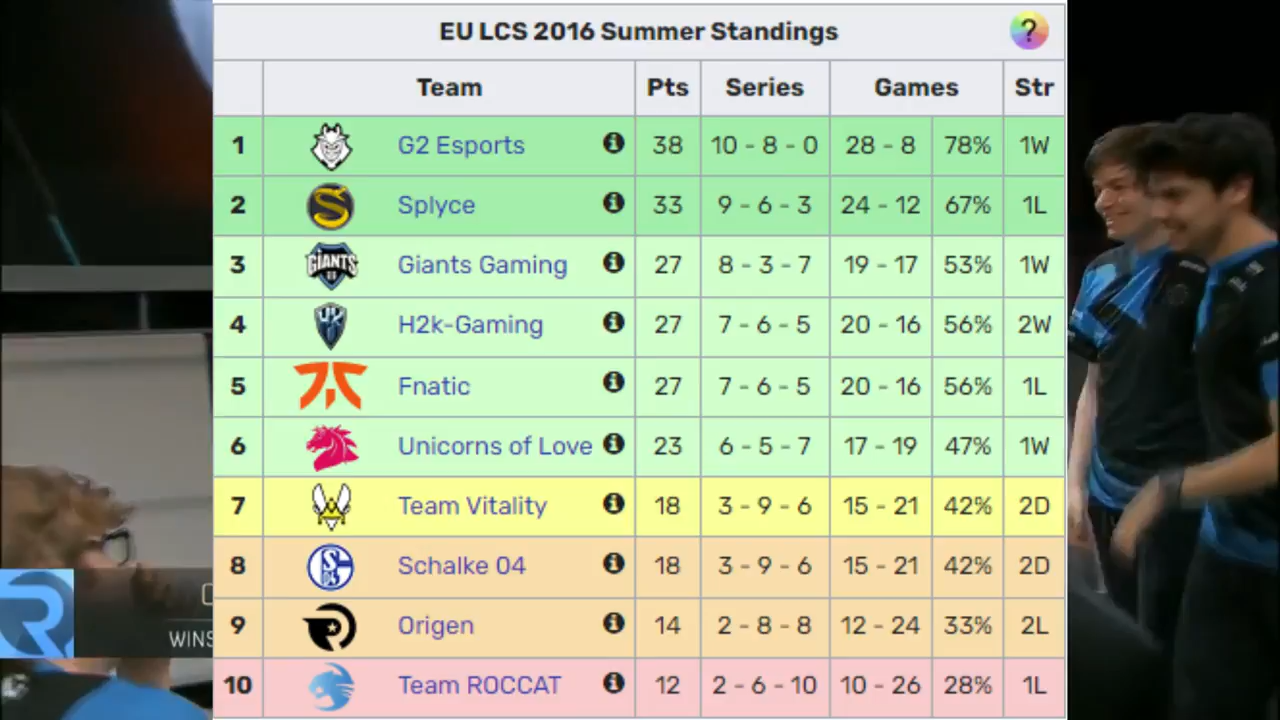 EU LCS 2016 Summer Standings ?
Team Pts Series Games Str
1 G2 Esports i 38 10 - 8 - 0 28 - 8 78% 1W
2 S Splyce i 33 9 - 6 - 3 24 - 12 67% 1L
3 GIANTS Giants Gaming i 27 8 - 3 - 7 19 - 17 53% 1W
4 H2k-Gaming i 27 7 - 6 - 5 20 - 16 56% 2W
5 Fnatic i 27 7 - 6 - 5 20 - 16 56% 1L
6 Unicorns of Love i 23 6 - 5 - 7 17 - 19 47% 1W
7 Team Vitality i 18 3 - 9 - 6 15 - 21 42% 2D
8 S 04 Schalke 04 i 18 3 - 9 - 6 15 - 21 42% 2D
9 Origen i 14 2 - 8 - 8 12 - 24 33% 2L
10 Team ROCCAT i 12 2 - 6 - 10 10 - 26 28% 1L
WINS